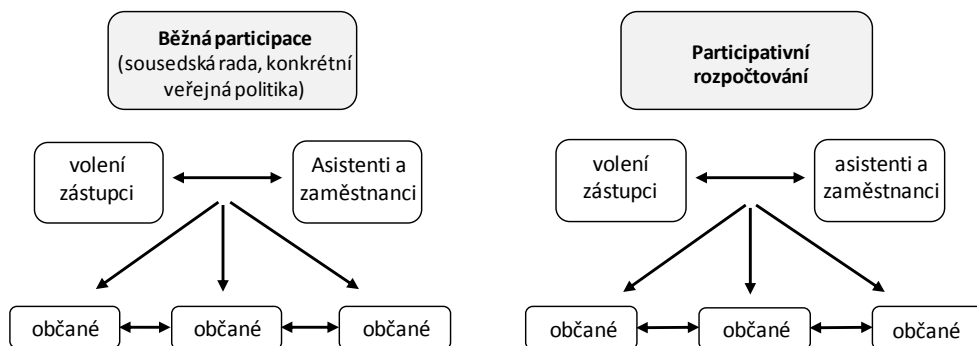 Běžná participace
(sousedská rada, konkrétní
veřejná politika)
volení
zástupci
Asistenti a
zaměstnanci
občané
občané
občané
Participativní
rozpočtování
volení
zástupci
asistenti a
zaměstnanci
občané
občané
občané